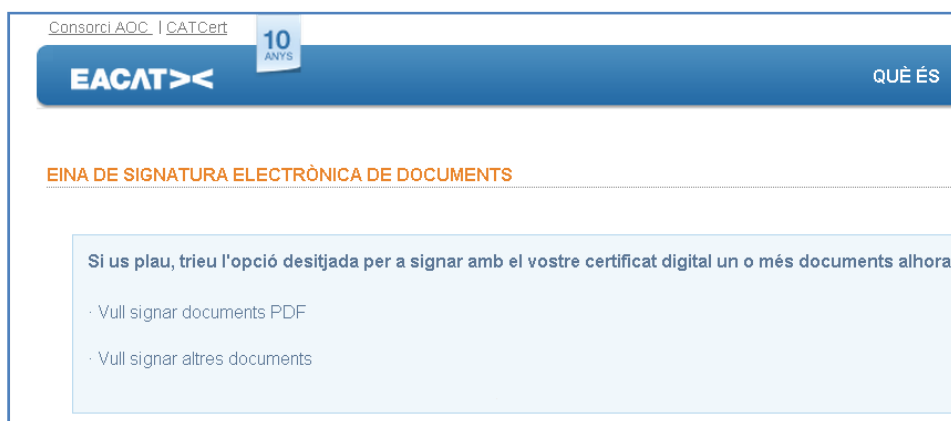 Consorci AOC | CATCert
10
ANYS
EACAT><
QUÈ ÉS
EINA DE SIGNATURA ELECTRÒNICA DE DOCUMENTS
Si us plau, trieu l'opció desitjada per a signar amb el vostre certificat digital un o més documents alhora
· Vull signar documents PDF
· Vull signar altres documents